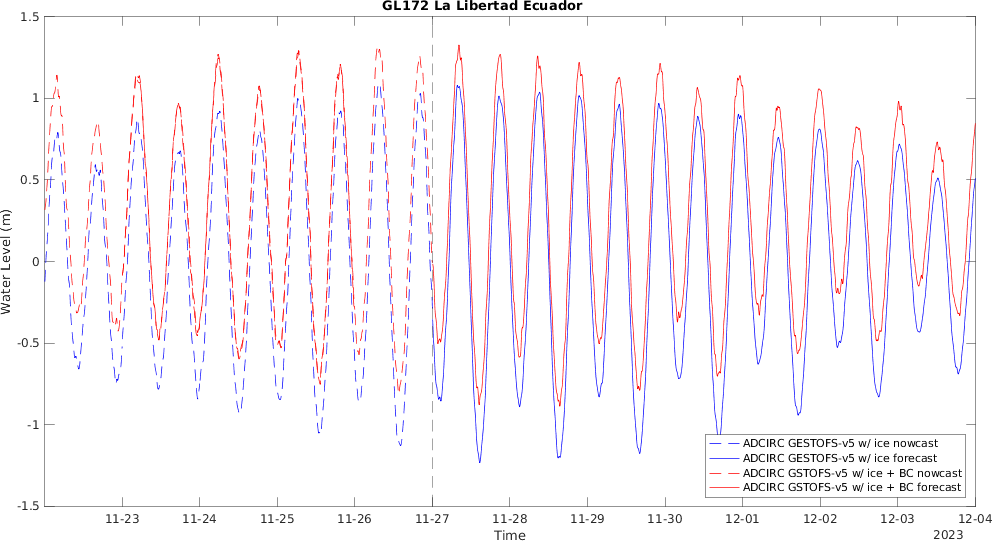 GL172 La Libertad Ecuador
1.5
1
0.5
0
-0.5
-1
-1.5
Water Level (m)
ADCIRC GESTOFS-v5 w/ ice nowcast
ADCIRC GESTOFS-v5 w/ ice forecast
ADCIRC GSTOFS-v5 w/ ice + BC nowcast
ADCIRC GSTOFS-v5 w/ ice + BC forecast
11-23 11-24 11-25 11-26 11-27 11-28 11-29 11-30 12-01 12-02 12-03 12-04
Time
2023